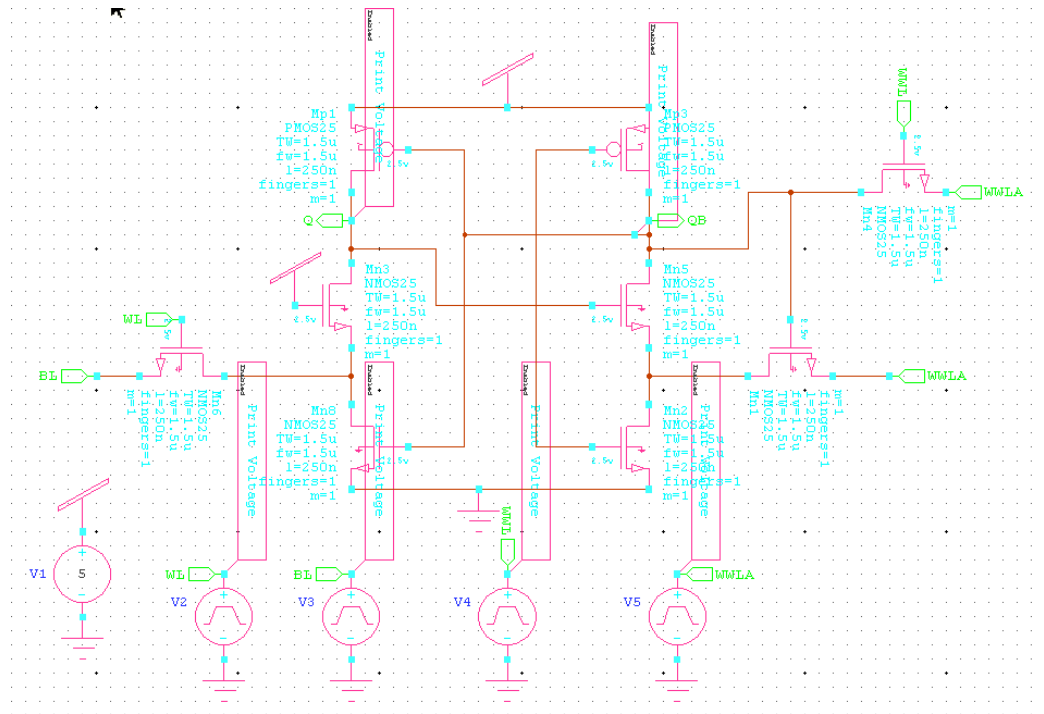 Enabled
Print Voltage
Enabled
Print Voltage
Mp1
PMOS25
TW=1.5u
fw=1.5u
l=250n
fingers=1
m=1
2.5v
Mp3
PMOS25
TW=1.5u
fw=1.5u
l=250n
fingers=1
m=1
2.5v
WWL
2.5v
WWLA
m=1
fingers=1
l=250n
fw=1.5u
TW=1.5u
NMOS25
Mn4
Q
QB
Mn3
NMOS25
TW=1.5u
fw=1.5u
l=250n
fingers=1
m=1
2.5v
Mn5
NMOS25
TW=1.5u
fw=1.5u
l=250n
fingers=1
m=1
2.5v
WL
2.5v
BL
Mn6
NMOS25
TW=1.5u
fw=1.5u
l=250n
fingers=1
m=1
2.5v
WWLA
m=1
fingers=1
l=250n
fw=1.5u
TW=1.5u
NMOS25
Mn1
Enabled
Print Voltage
Enabled
Print Voltage
Enabled
Print Voltage
Enabled
Print Voltage
Mn8
NMOS25
TW=1.5u
fw=1.5u
l=250n
fingers=1
m=1
2.5v
Mn2
NMOS25
TW=1.5u
fw=1.5u
l=250n
fingers=1
m=1
2.5v
V1
5
WL
V2
BL
V3
WWL
V4
WWLA
V5